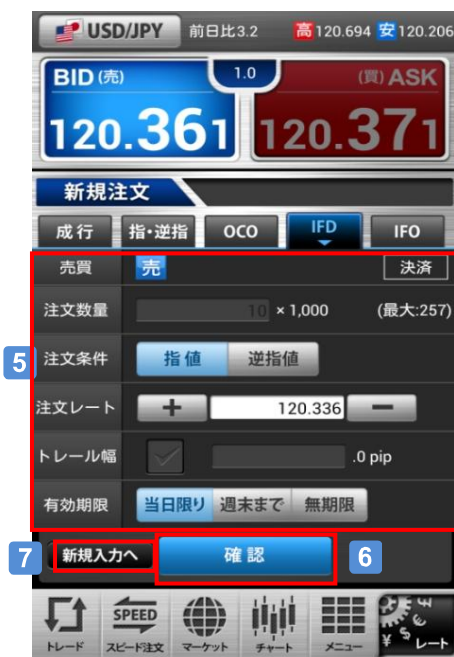 USD/JPY 前日比3.2 高120.694 安120.206
BID(売) 1.0 (買)ASK
120.361 120.371
新規注文
成行 指・逆指 OCO IFD IFO
売買 売 決済
注文数量 10 ×1,000 (最大:257)
5 注文条件 指値 逆指値
注文レート + 120.336 −
トレール幅 .0 pip
有効期限 当日限り 週末まで 無期限
7 新規入力へ 確認 6
SPEED
トレード スピード注文 マーケット チャート メニュー レート